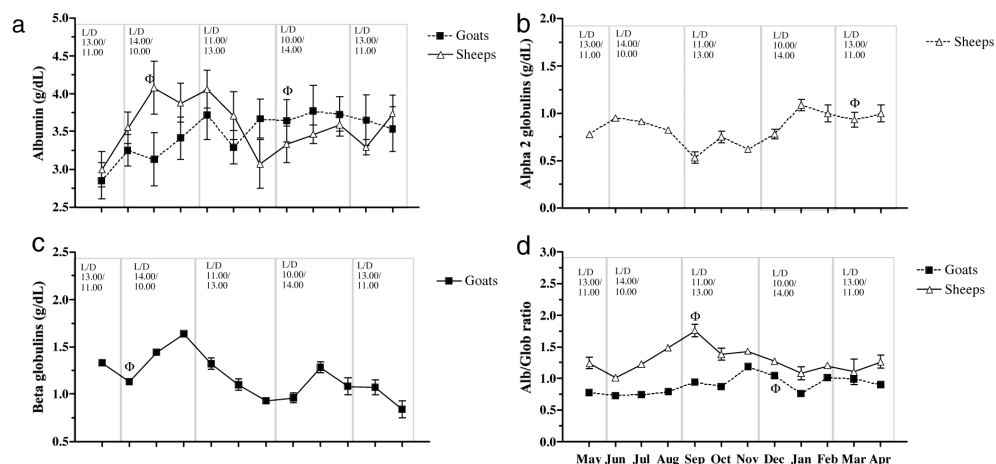 a
Albumin (g/dL)
5.0
4.5
4.0
3.5
3.0
2.5
L/D
13.00/
11.00
L/D
14.00/
10.00
L/D
11.00/
13.00
L/D
10.00/
14.00
L/D
13.00/
11.00
Φ
Φ
Goats
Sheeps
b
Alpha 2 globulins (g/dL)
2.0
1.5
1.0
0.5
0.0
L/D
13.00/
11.00
L/D
14.00/
10.00
L/D
11.00/
13.00
L/D
10.00/
14.00
L/D
13.00/
11.00
Φ
Sheeps
c
Beta globulins (g/dL)
2.5
2.0
1.5
1.0
0.5
L/D
13.00/
11.00
L/D
14.00/
10.00
L/D
11.00/
13.00
L/D
10.00/
14.00
L/D
13.00/
11.00
Φ
Goats
d
Alb/Glob ratio
3.0
2.5
2.0
1.5
1.0
0.5
0.0
L/D
13.00/
11.00
L/D
14.00/
10.00
L/D
11.00/
13.00
L/D
10.00/
14.00
L/D
13.00/
11.00
Φ
Φ
Goats
Sheeps
May Jun Jul Aug Sep Oct Nov Dec Jan Feb Mar Apr